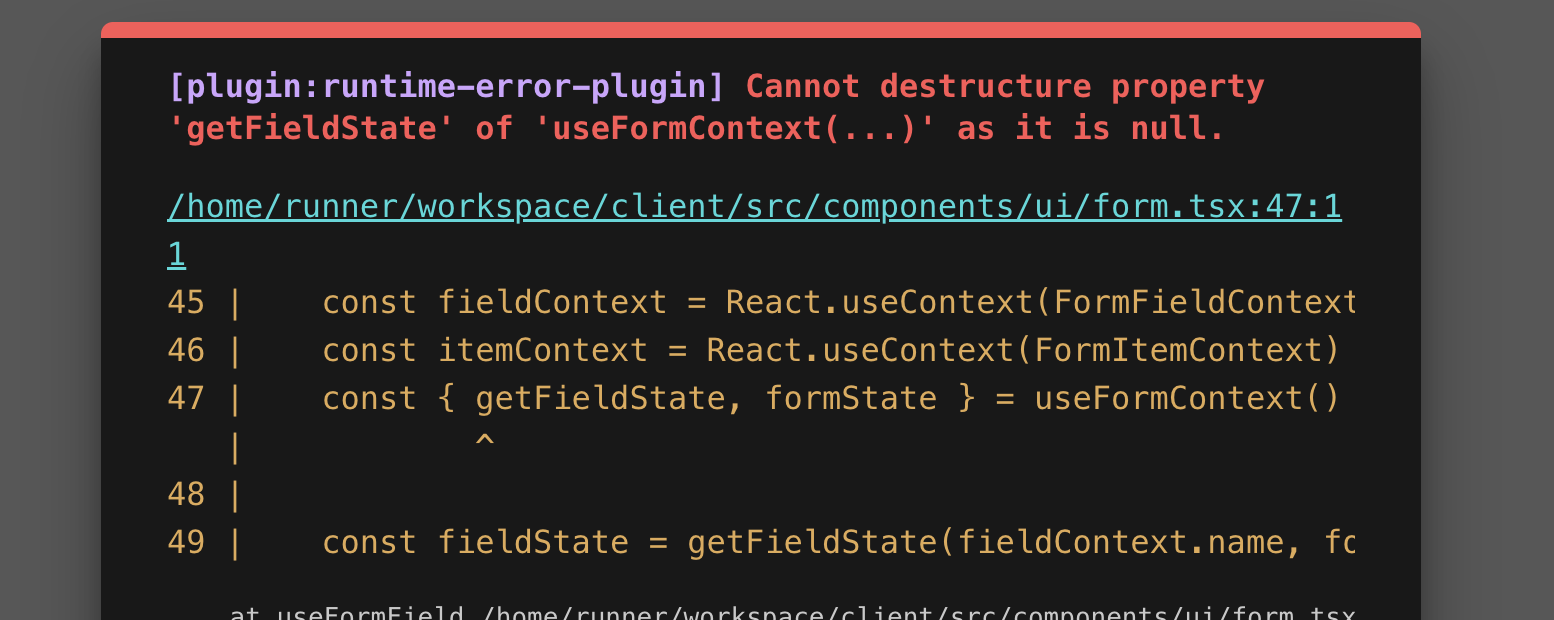 [plugin:runtime-error-plugin] Cannot destructure property
'getFieldState' of 'useFormContext(...)' as it is null.
/home/runner/workspace/client/src/components/ui/form.tsx:47:1
1
45 |    const fieldContext = React.useContext(FormFieldContext
46 |    const itemContext = React.useContext(FormItemContext)
47 |    const { getFieldState, formState } = useFormContext()
   |            ^
48 |
49 |    const fieldState = getFieldState(fieldContext.name, fo
at useFormField /home/runner/workspace/client/src/components/ui/form.tsx